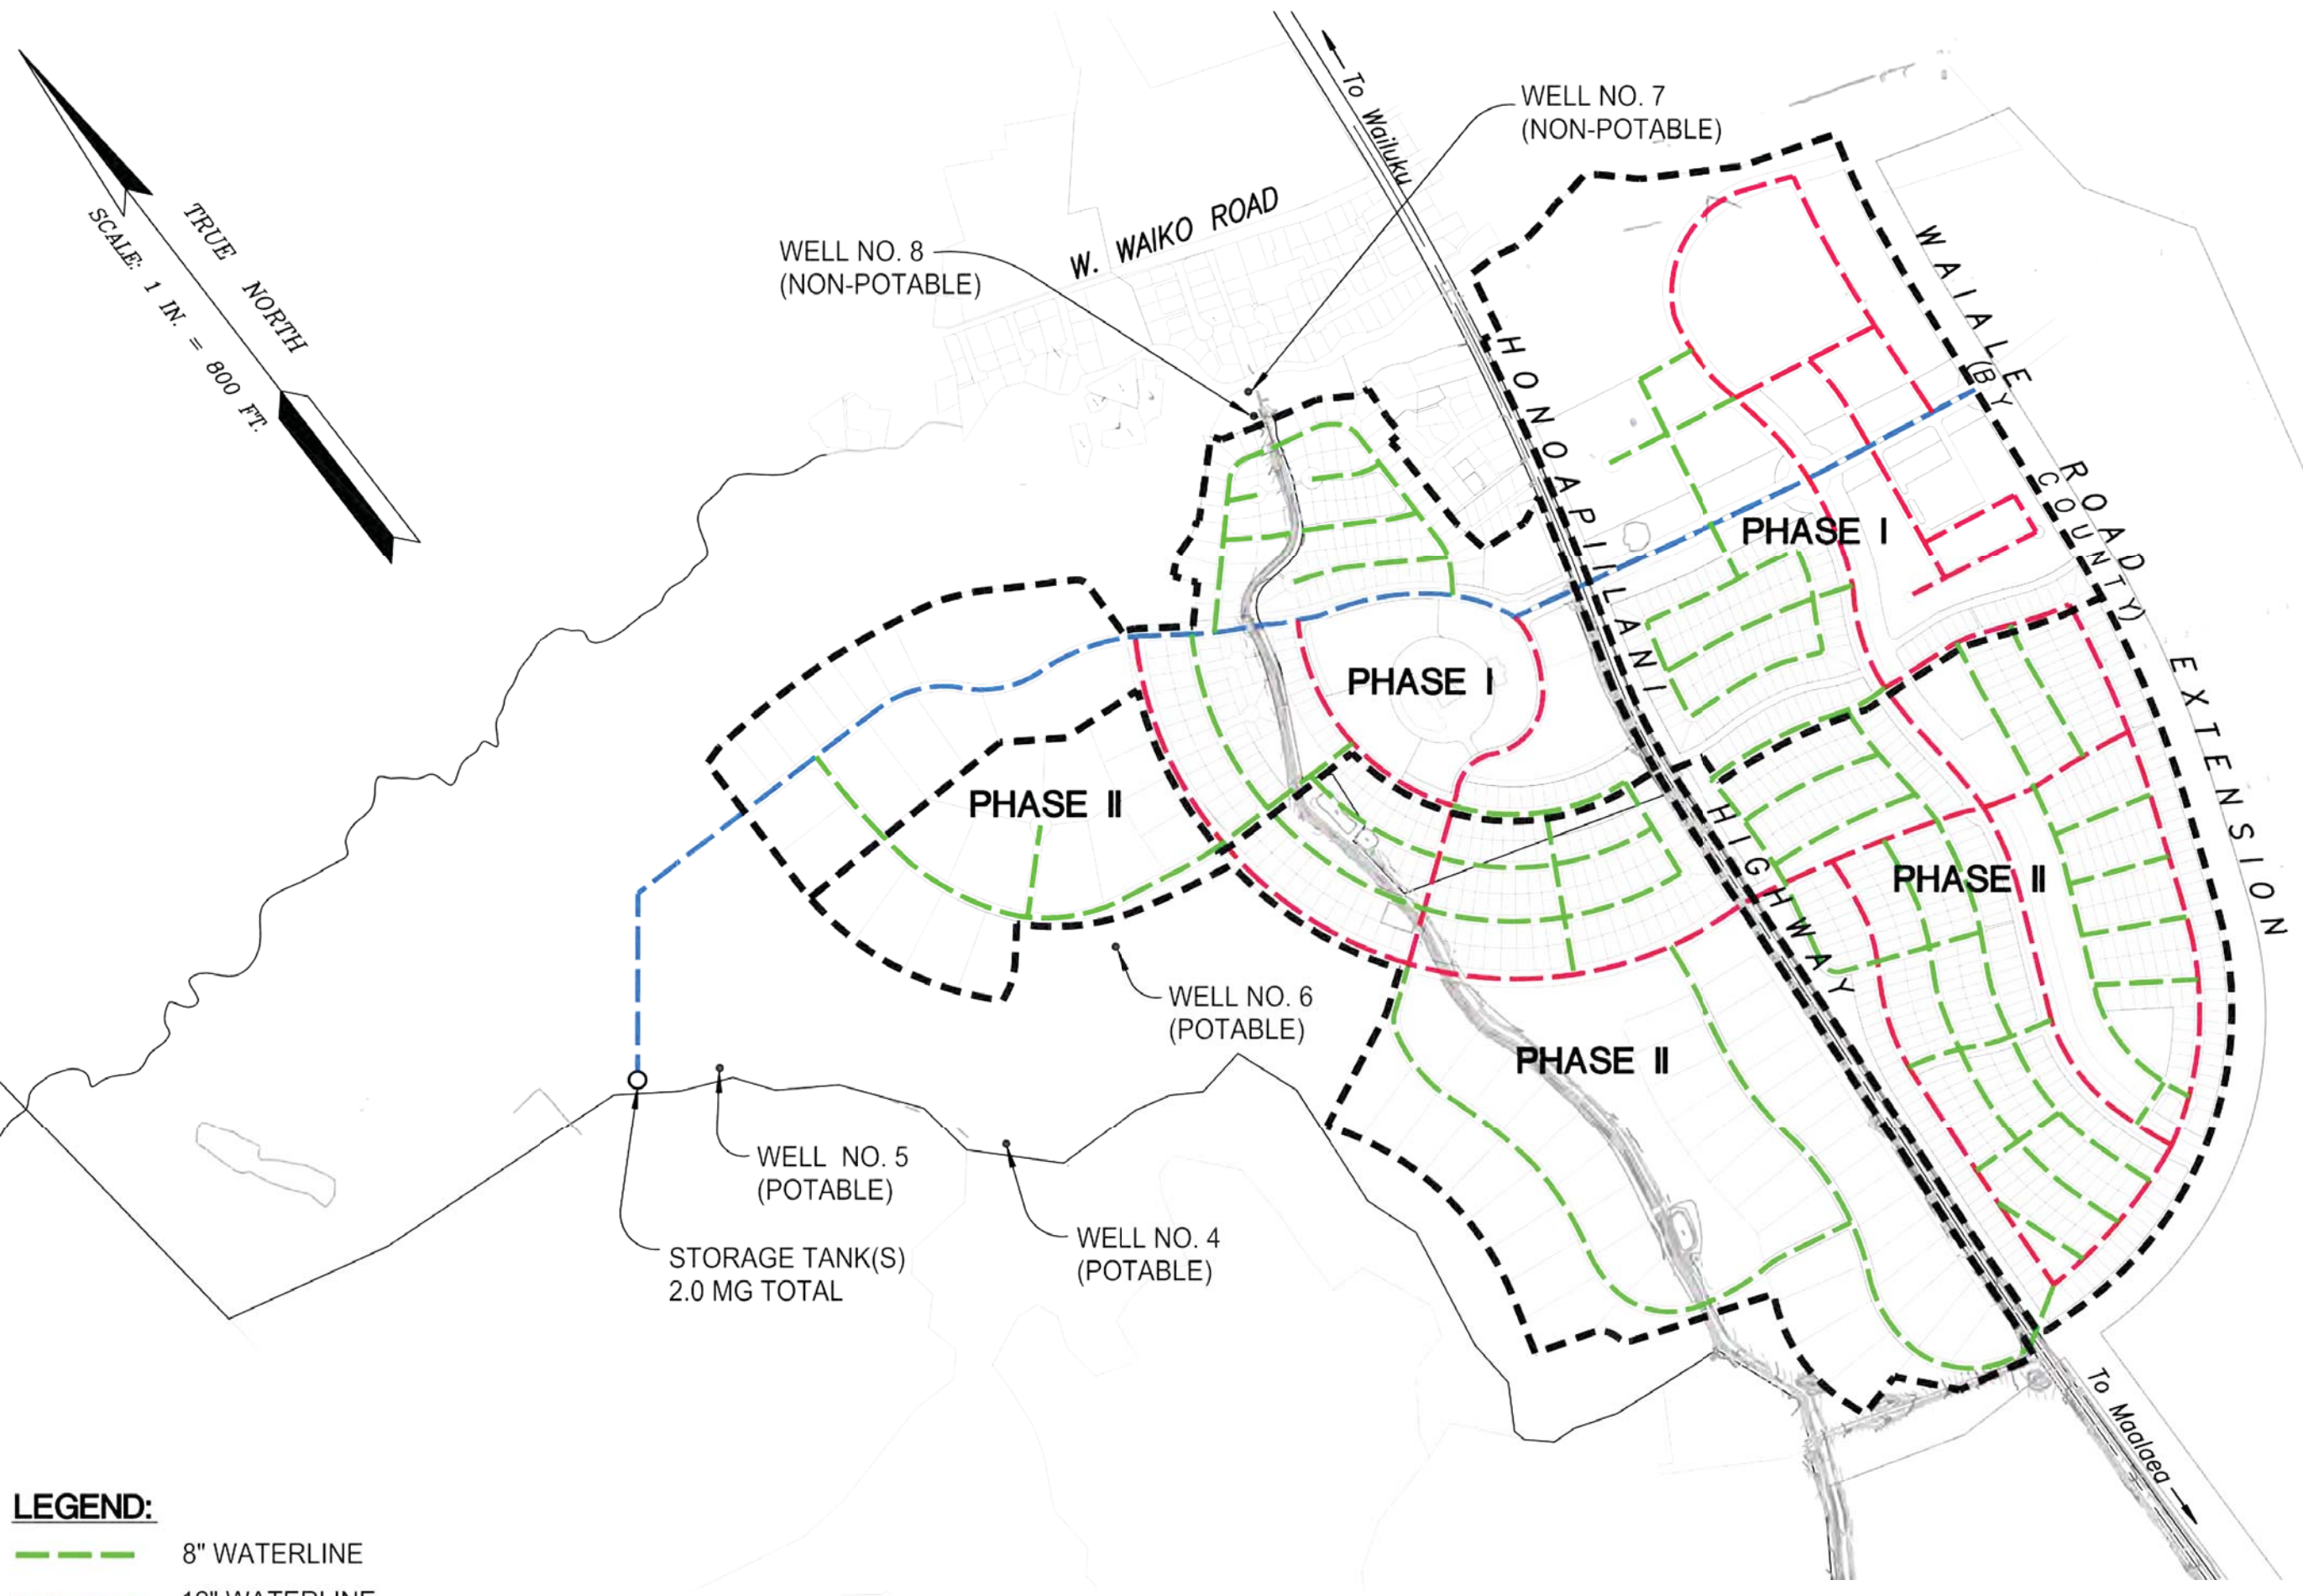 To Wailuku
WELL NO. 7
(NON-POTABLE)
W. WAIKO ROAD
WELL NO. 8
(NON-POTABLE)
TRUE NORTH
SCALE: 1 IN. = 800 FT.
HONOAPIILANI HIGHWAY
WAIALE ROAD EXTENSION
(BY COUNTY)
PHASE I
PHASE I
PHASE II
PHASE II
PHASE II
WELL NO. 6
(POTABLE)
WELL NO. 5
(POTABLE)
WELL NO. 4
(POTABLE)
STORAGE TANK(S)
2.0 MG TOTAL
To Maalaea
LEGEND:
8" WATERLINE
WATERLINE